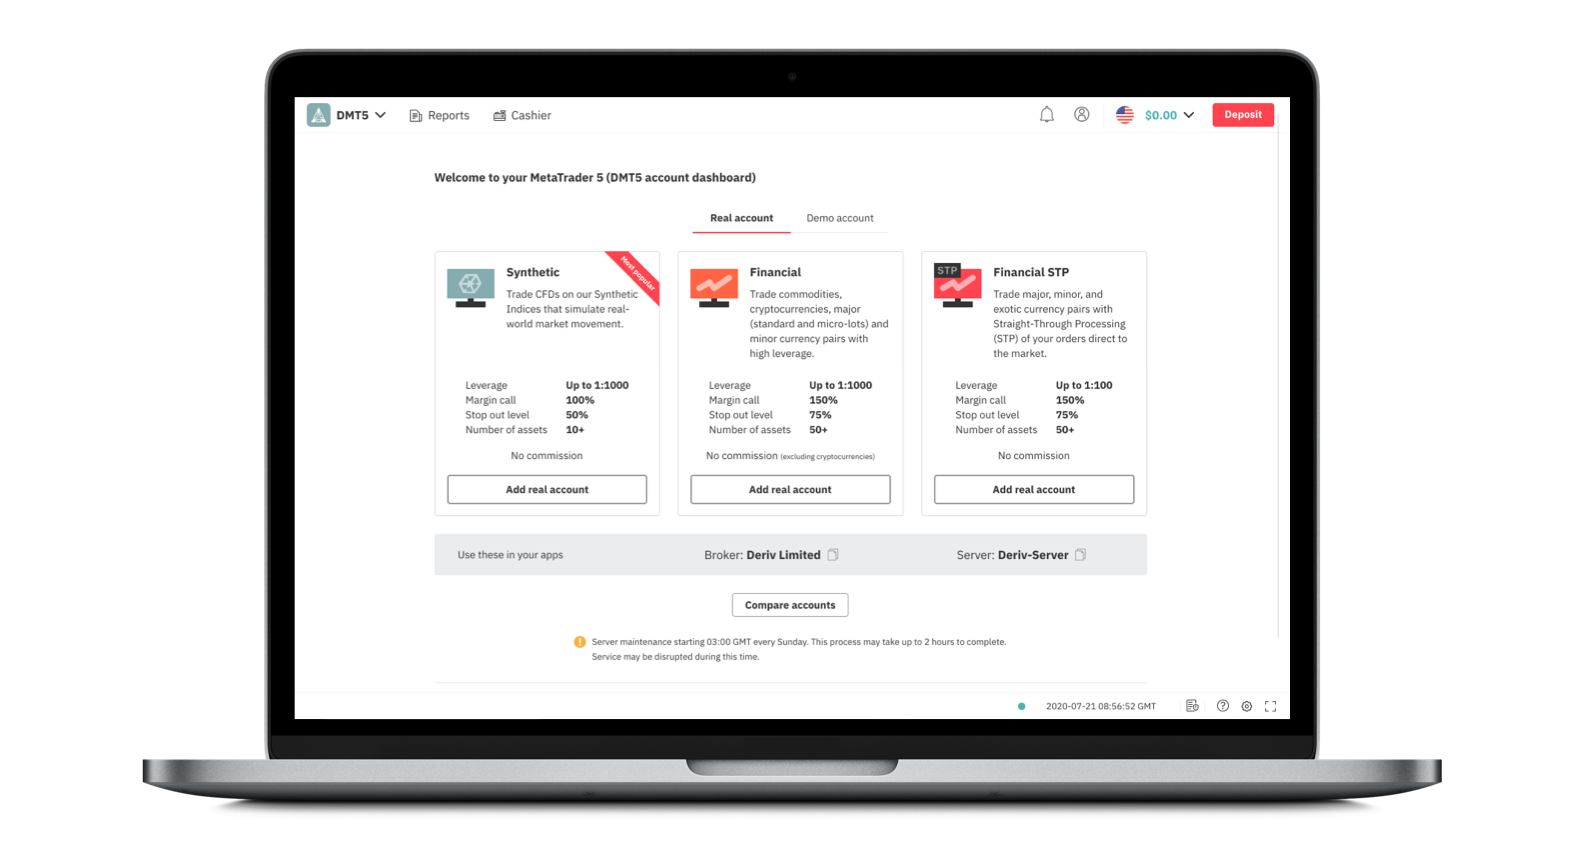 DMT5
Reports
Cashier
$0.00
Deposit
Welcome to your MetaTrader 5 (DMT5 account dashboard)
Real account
Demo account
Most popular
Synthetic
Trade CFDs on our Synthetic
Indices that simulate real-
world market movement.
Leverage Up to 1:1000
Margin call 100%
Stop out level 50%
Number of assets 10+
No commission
Add real account
Financial
Trade commodities,
cryptocurrencies, major
(standard and micro-lots) and
minor currency pairs with
high leverage.
Leverage Up to 1:1000
Margin call 150%
Stop out level 75%
Number of assets 50+
No commission (excluding cryptocurrencies)
Add real account
STP
Financial STP
Trade major, minor, and
exotic currency pairs with
Straight-Through Processing
(STP) of your orders direct to
the market.
Leverage Up to 1:100
Margin call 150%
Stop out level 75%
Number of assets 50+
No commission
Add real account
Use these in your apps
Broker: Deriv Limited
Server: Deriv-Server
Compare accounts
Server maintenance starting 03:00 GMT every Sunday. This process may take up to 2 hours to complete.
Service may be disrupted during this time.
2020-07-21 08:56:52 GMT